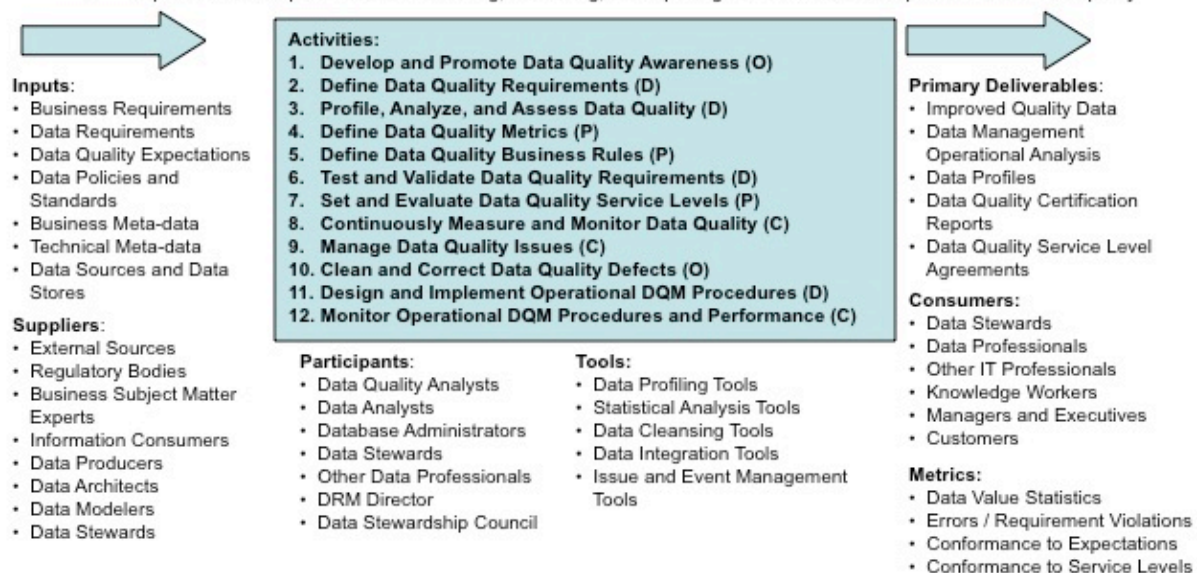 Inputs:
• Business Requirements
• Data Requirements
• Data Quality Expectations
• Data Policies and
Standards
• Business Meta-data
• Technical Meta-data
• Data Sources and Data
Stores
Suppliers:
• External Sources
• Regulatory Bodies
• Business Subject Matter
Experts
• Information Consumers
• Data Producers
• Data Architects
• Data Modelers
• Data Stewards
Activities:
1. Develop and Promote Data Quality Awareness (O)
2. Define Data Quality Requirements (D)
3. Profile, Analyze, and Assess Data Quality (D)
4. Define Data Quality Metrics (P)
5. Define Data Quality Business Rules (P)
6. Test and Validate Data Quality Requirements (D)
7. Set and Evaluate Data Quality Service Levels (P)
8. Continuously Measure and Monitor Data Quality (C)
9. Manage Data Quality Issues (C)
10. Clean and Correct Data Quality Defects (O)
11. Design and Implement Operational DQM Procedures (D)
12. Monitor Operational DQM Procedures and Performance (C)
Participants:
• Data Quality Analysts
• Data Analysts
• Database Administrators
• Data Stewards
• Other Data Professionals
• DRM Director
• Data Stewardship Council
Tools:
• Data Profiling Tools
• Statistical Analysis Tools
• Data Cleansing Tools
• Data Integration Tools
• Issue and Event Management
Tools
Primary Deliverables:
• Improved Quality Data
• Data Management
Operational Analysis
• Data Profiles
• Data Quality Certification
Reports
• Data Quality Service Level
Agreements
Consumers:
• Data Stewards
• Data Professionals
• Other IT Professionals
• Knowledge Workers
• Managers and Executives
• Customers
Metrics:
• Data Value Statistics
• Errors / Requirement Violations
• Conformance to Expectations
• Conformance to Service Levels